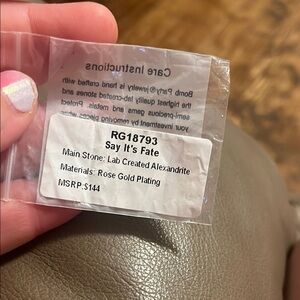 Care Instructions
Bomb Party® jewelry is hand crafted with
the highest quality lab-created stones and
semi-precious gems and metals. Protect
your investment by removing pieces when
RG18793
Say It's Fate
Main Stone: Lab Created Alexandrite
Materials: Rose Gold Plating
MSRP:$144